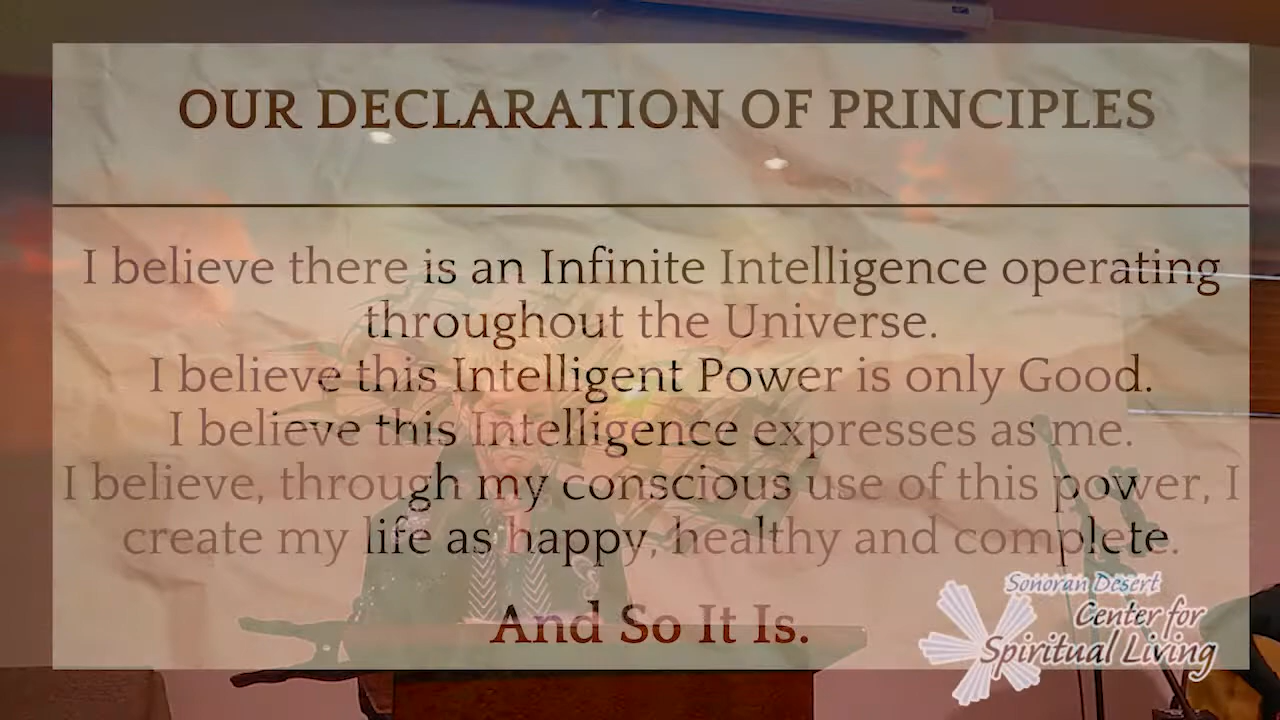 OUR DECLARATION OF PRINCIPLES
I believe there is an Infinite Intelligence operating
throughout the Universe.
I believe this Intelligent Power is only Good.
I believe this Intelligence expresses as me.
I believe, through my conscious use of this power, I
create my life as happy, healthy and complete.
And So It Is.
Sonoran Desert
Center for
Spiritual Living